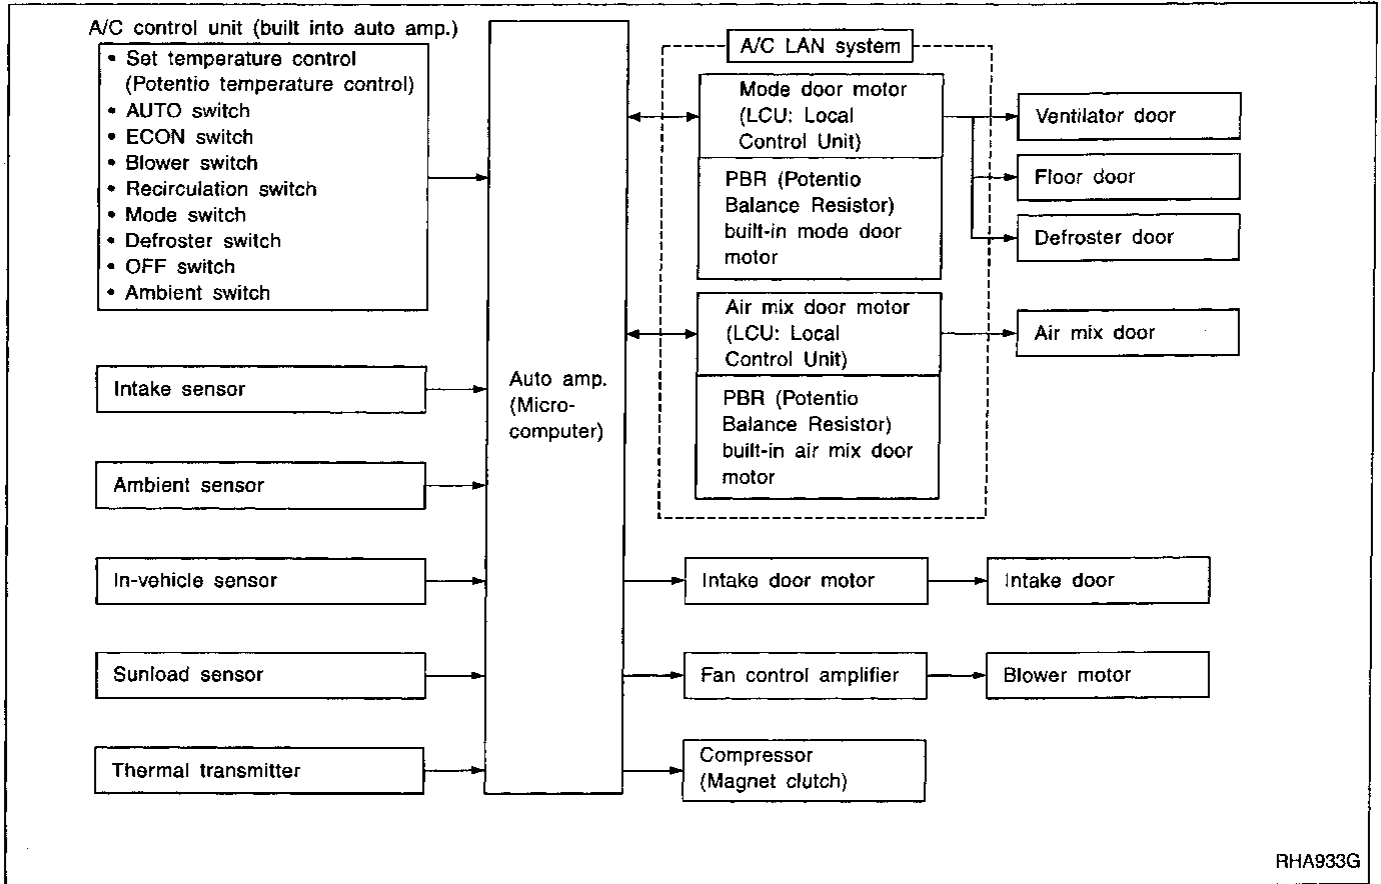 A/C control unit (built into auto amp.)
• Set temperature control
(Potentio temperature control)
• AUTO switch
• ECON switch
• Blower switch
• Recirculation switch
• Mode switch
• Defroster switch
• OFF switch
• Ambient switch
Intake sensor
Ambient sensor
In-vehicle sensor
Sunload sensor
Thermal transmitter
Auto amp.
(Micro-
computer)
A/C LAN system
Mode door motor
(LCU: Local
Control Unit)
PBR (Potentio
Balance Resistor)
built-in mode door
motor
Air mix door motor
(LCU: Local
Control Unit)
PBR (Potentio
Balance Resistor)
built-in air mix door
motor
Ventilator door
Floor door
Defroster door
Air mix door
Intake door motor
Intake door
Fan control amplifier
Blower motor
Compressor
(Magnet clutch)
RHA933G